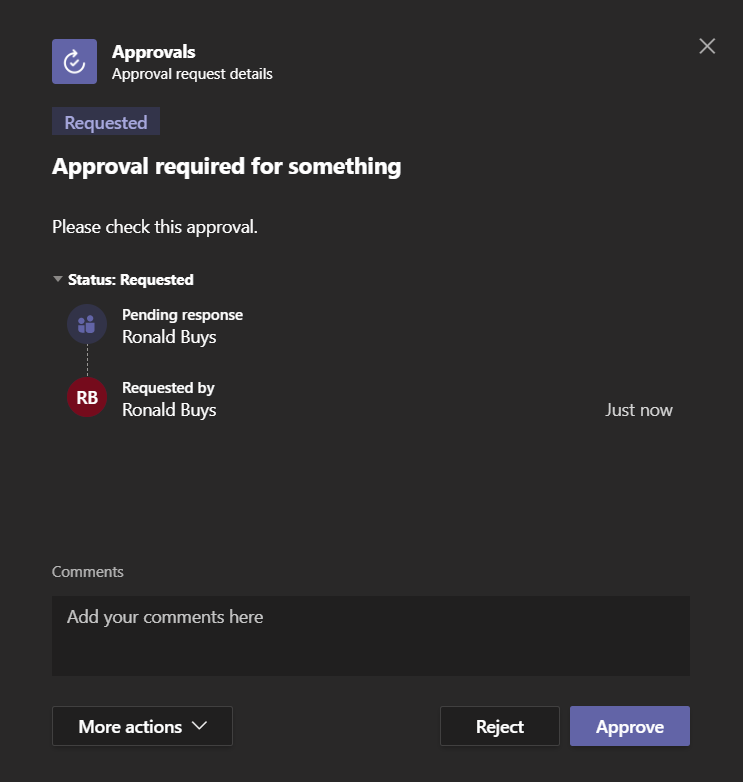 Approvals
Approval request details
Requested
Approval required for something
Please check this approval.
Status: Requested
Pending response
Ronald Buys
RB
Requested by
Ronald Buys
Just now
Comments
Add your comments here
More actions
Reject
Approve